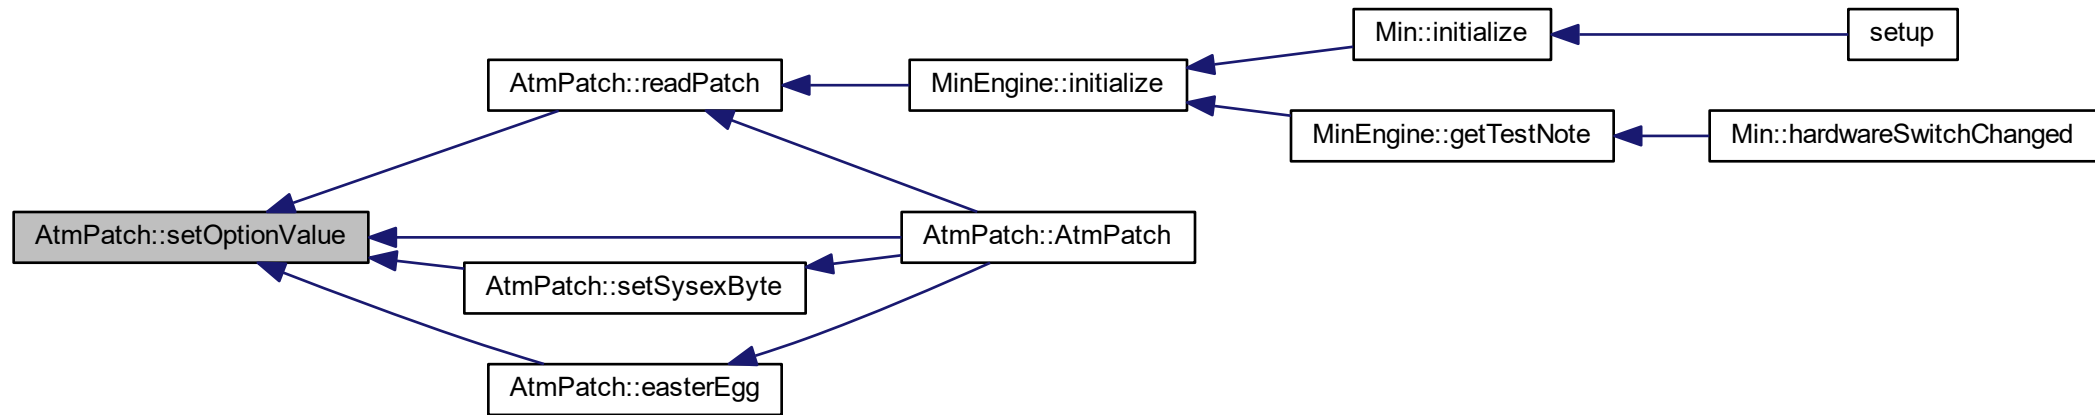 Min::initialize
setup
AtmPatch::readPatch
MinEngine::initialize
MinEngine::getTestNote
Min::hardwareSwitchChanged
AtmPatch::setOptionValue
AtmPatch::AtmPatch
AtmPatch::setSysexByte
AtmPatch::easterEgg